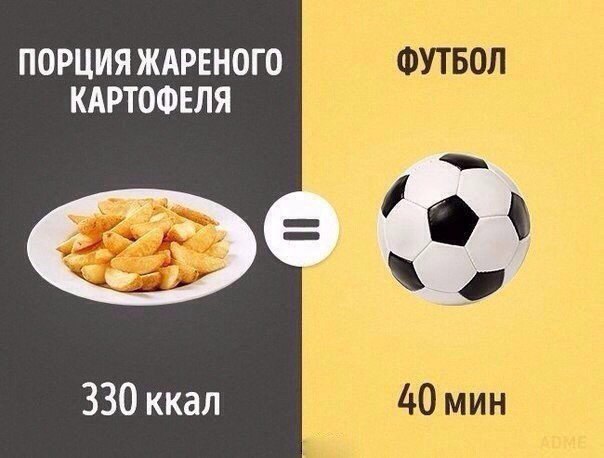 ПОРЦИЯ ЖАРЕНОГО
КАРТОФЕЛЯ
ФУТБОЛ
=
330 ккал
40 мин
ADME